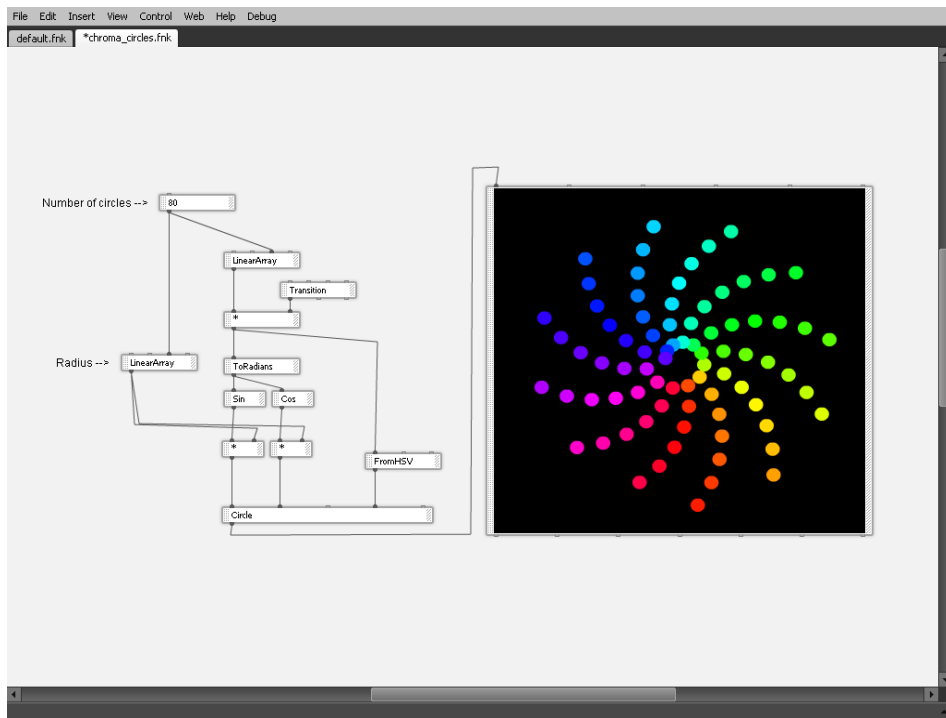 File Edit Insert View Control Web Help Debug
default.fnk *chroma_circles.fnk
Number of circles --> 80
LinearArray
Transition
*
Radius --> LinearArray
ToRadians
Sin Cos
* *
FromHSV
Circle